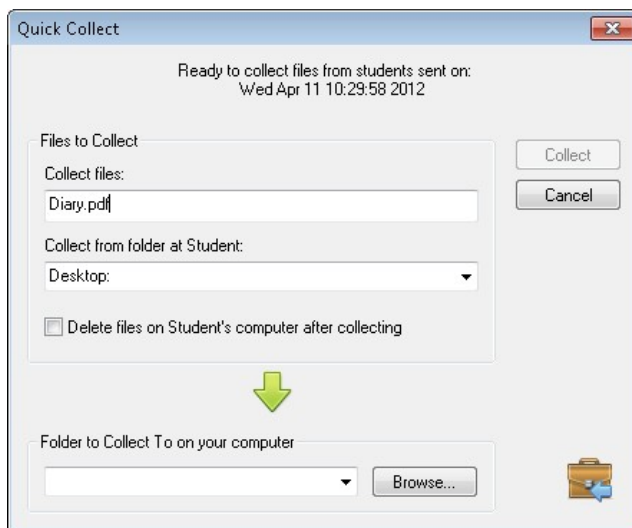 Quick Collect
Ready to collect files from students sent on:
Wed Apr 11 10:29:58 2012
Files to Collect
Collect files:
Diary.pdf
Collect from folder at Student:
Desktop:
Delete files on Student's computer after collecting
Collect
Cancel
Folder to Collect To on your computer
Browse...